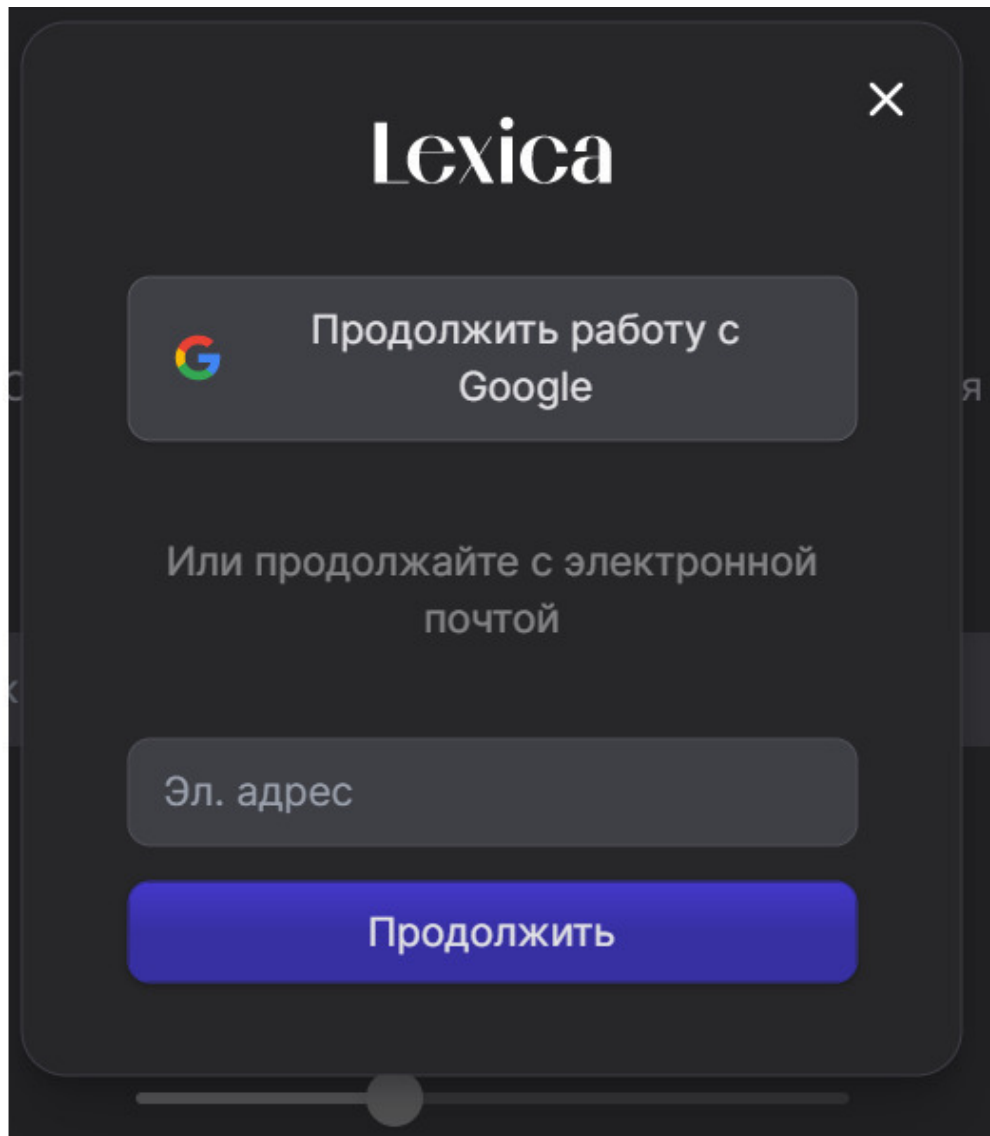 Lexica
Продолжить работу с
Google
Или продолжайте с электронной
почтой
Эл. адрес
Продолжить
я